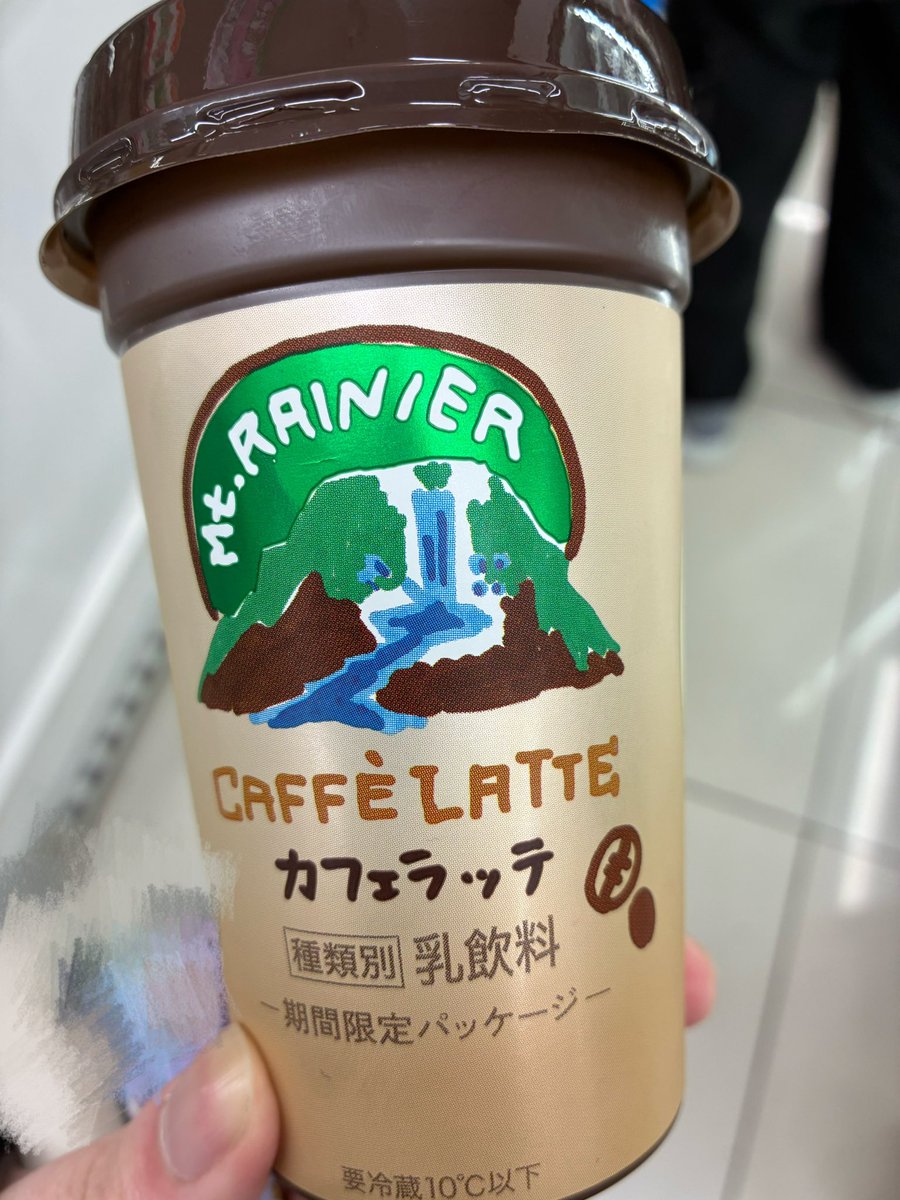 Mt. RAINIER
CAFFÈ LATTE
カフェラッテ
種類別 乳飲料
ー期間限定パッケージー
要冷蔵10℃以下